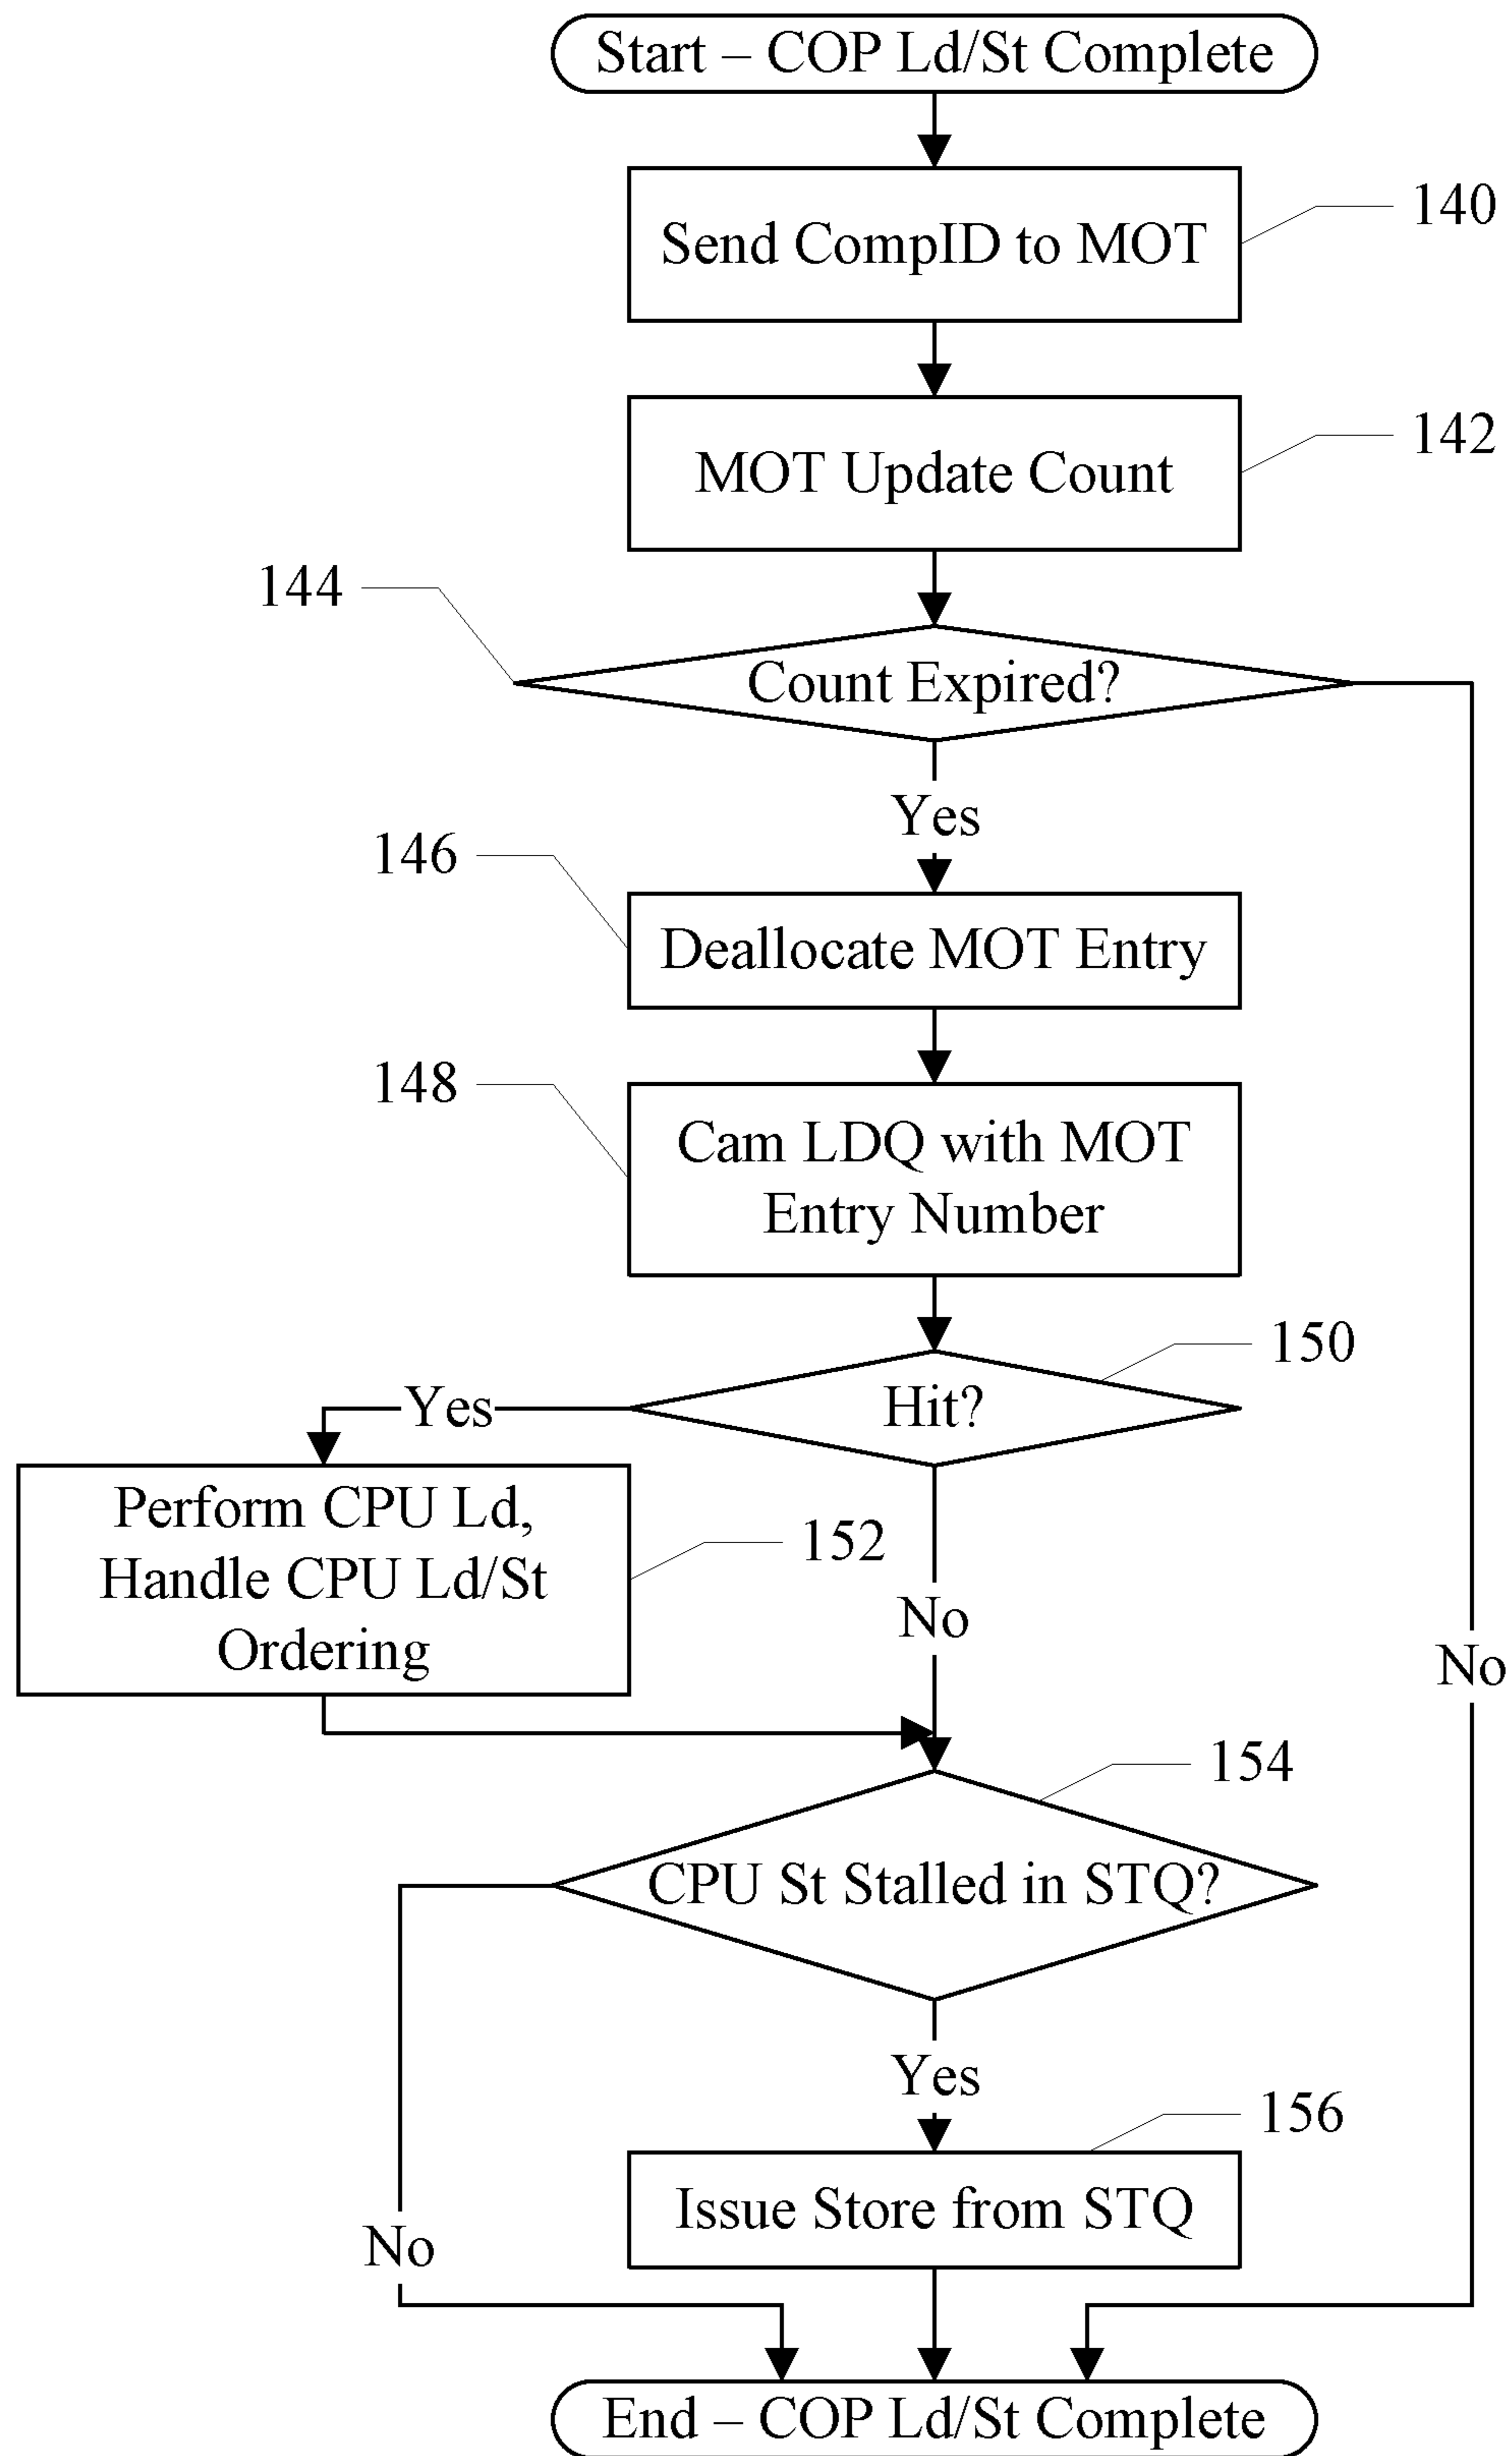 Start – COP Ld/St Complete
Send CompID to MOT
140
MOT Update Count
142
144
Count Expired?
Yes
146
Deallocate MOT Entry
148
Cam LDQ with MOT
Entry Number
150
Yes
Hit?
Perform CPU Ld,
Handle CPU Ld/St
Ordering
152
No
No
154
CPU St Stalled in STQ?
Yes
156
Issue Store from STQ
No
End – COP Ld/St Complete